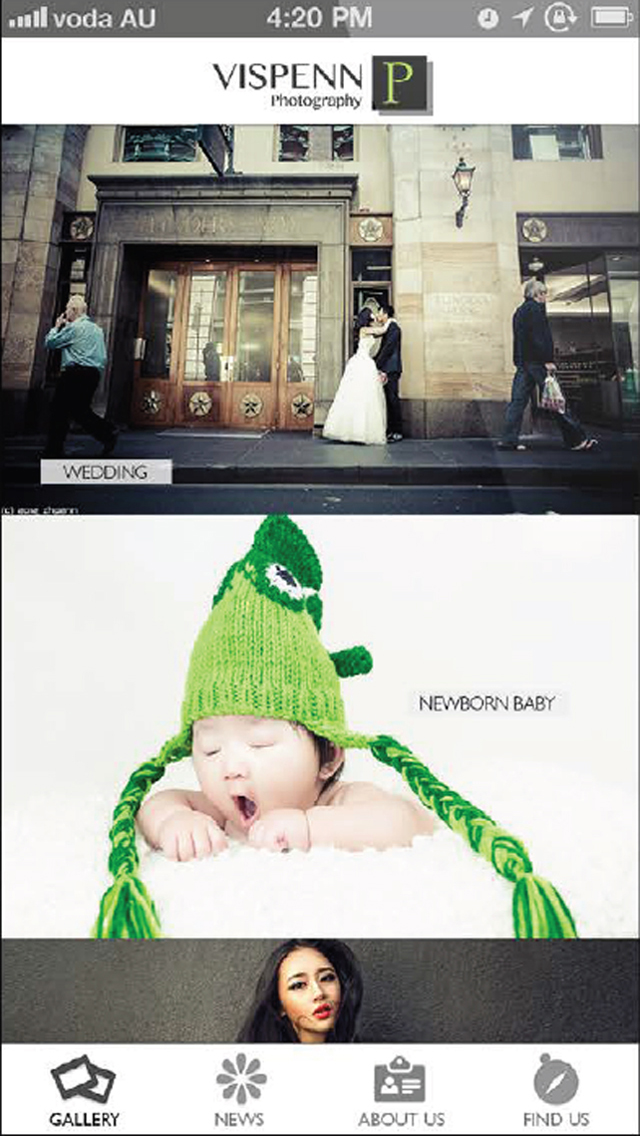 voda AU 4:20 PM
VISPENN
Photography
P
WEDDING
NEWBORN BABY
GALLERY NEWS ABOUT US FIND US